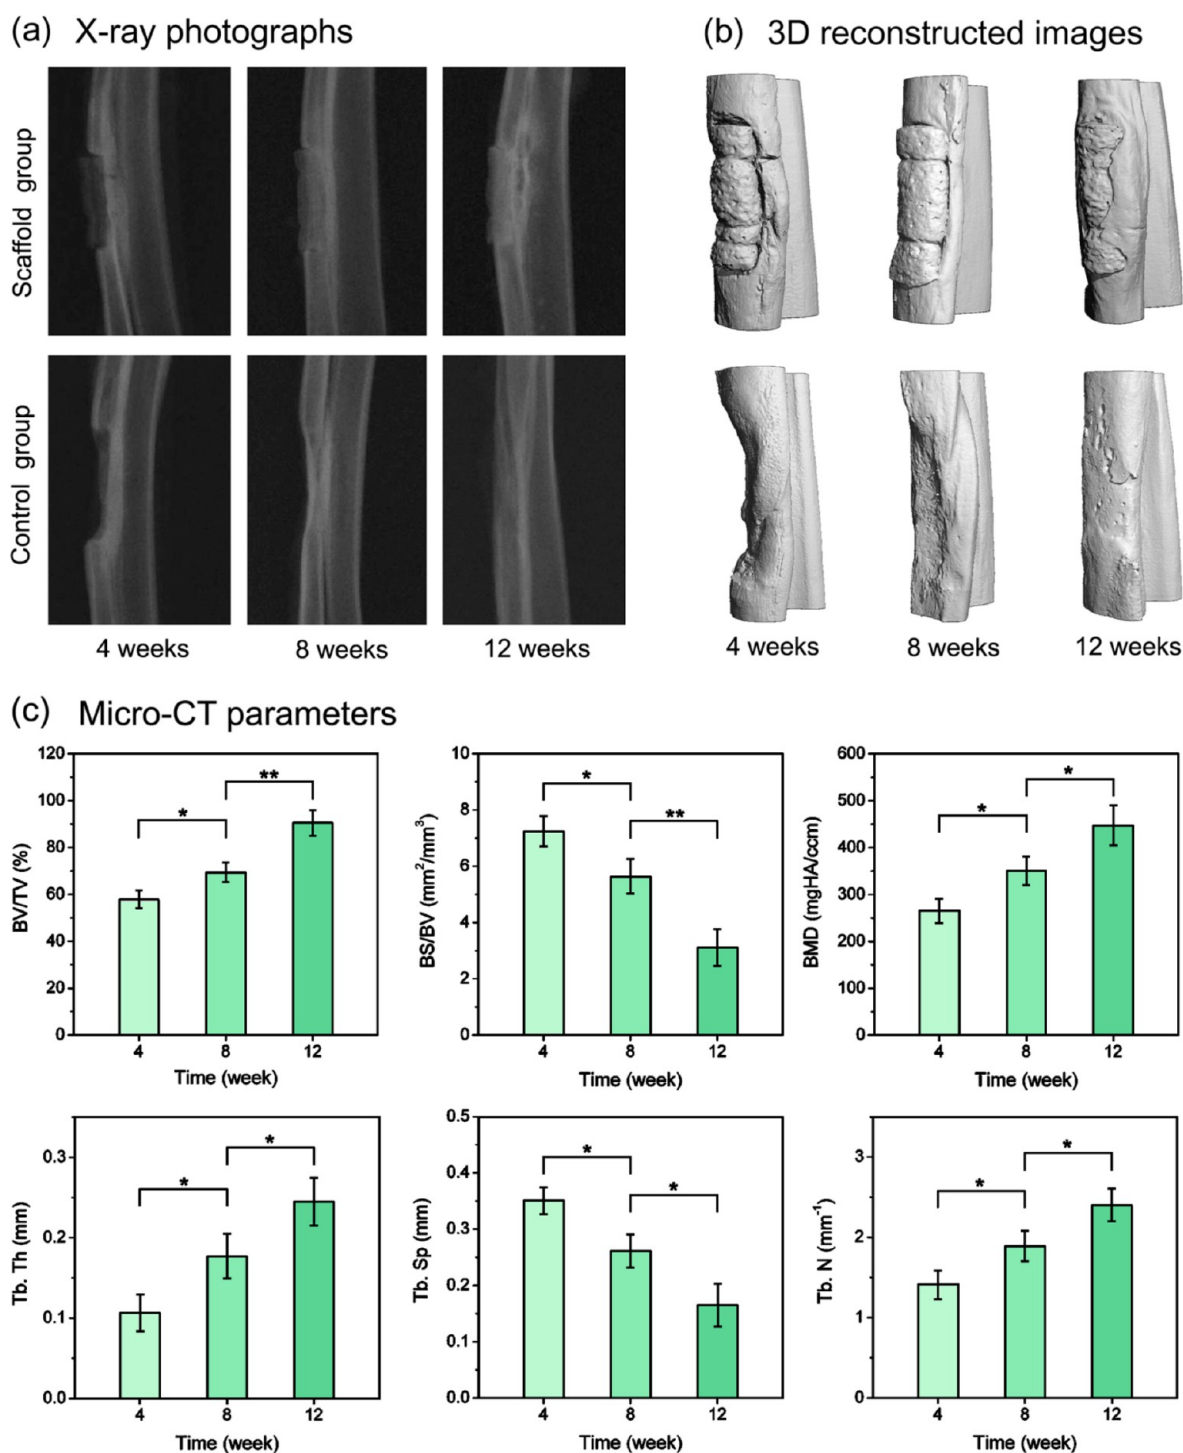 (a) X-ray photographs
Scaffold group
Control group
4 weeks
8 weeks
12 weeks
(b) 3D reconstructed images
4 weeks
8 weeks
12 weeks
(c) Micro-CT parameters
BV/TV (%)
120
100
80
60
40
20
0
*
**
4
8
12
Time (week)
BS/BV (mm²/mm³)
10
8
6
4
2
0
*
**
4
8
12
Time (week)
BMD (mgHA/ccm)
600
500
400
300
200
100
0
*
*
4
8
12
Time (week)
Tb. Th (mm)
0.3
0.2
0.1
0.0
*
*
4
8
12
Time (week)
Tb. Sp (mm)
0.5
0.4
0.3
0.2
0.1
0.0
*
*
4
8
12
Time (week)
Tb. N (mm⁻¹)
3
2
1
0
*
*
4
8
12
Time (week)